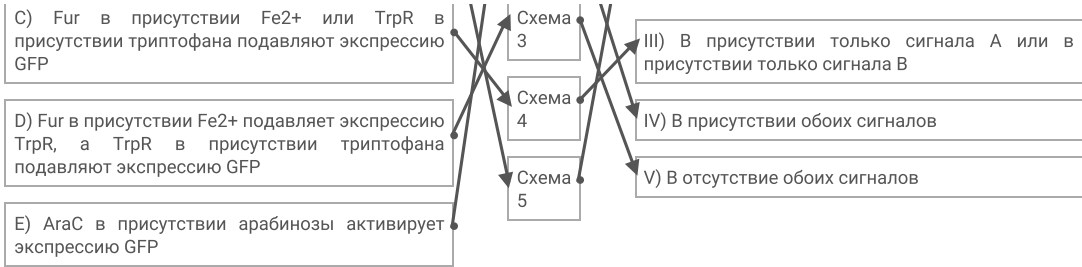 C) Fur в присутствии Fe2+ или TrpR в
присутствии триптофана подавляют экспрессию
GFP
D) Fur в присутствии Fe2+ подавляет экспрессию
TrpR, а TrpR в присутствии триптофана
подавляют экспрессию GFP
E) AraC в присутствии арабинозы активирует
экспрессию GFP
Схема
3
Схема
4
Схема
5
III) В присутствии только сигнала А или в
присутствии только сигнала В
IV) В присутствии обоих сигналов
V) В отсутствие обоих сигналов